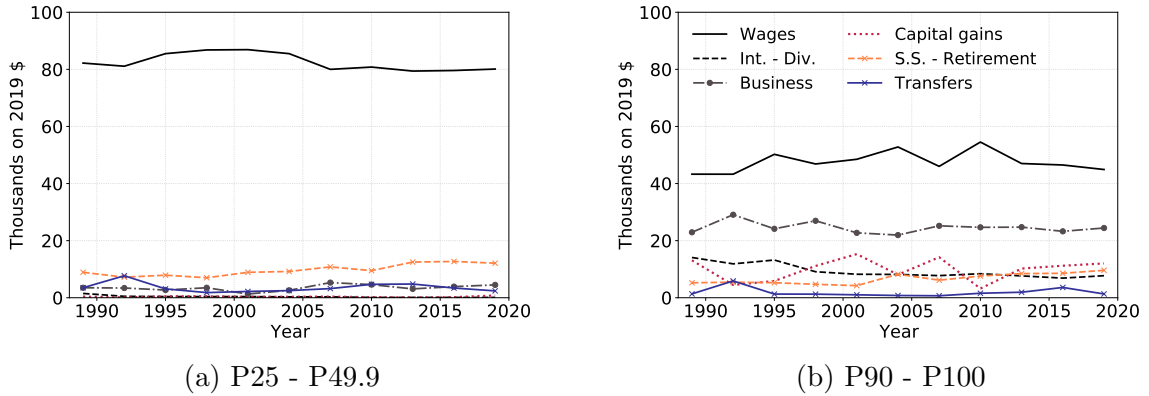 100
80
60
40
20
0
Thousands on 2019 $
1990 1995 2000 2005 2010 2015 2020
Year
(a) P25 - P49.9
100
80
60
40
20
0
Thousands on 2019 $
Wages
Int. - Div.
Business
Capital gains
S.S. - Retirement
Transfers
1990 1995 2000 2005 2010 2015 2020
Year
(b) P90 - P100